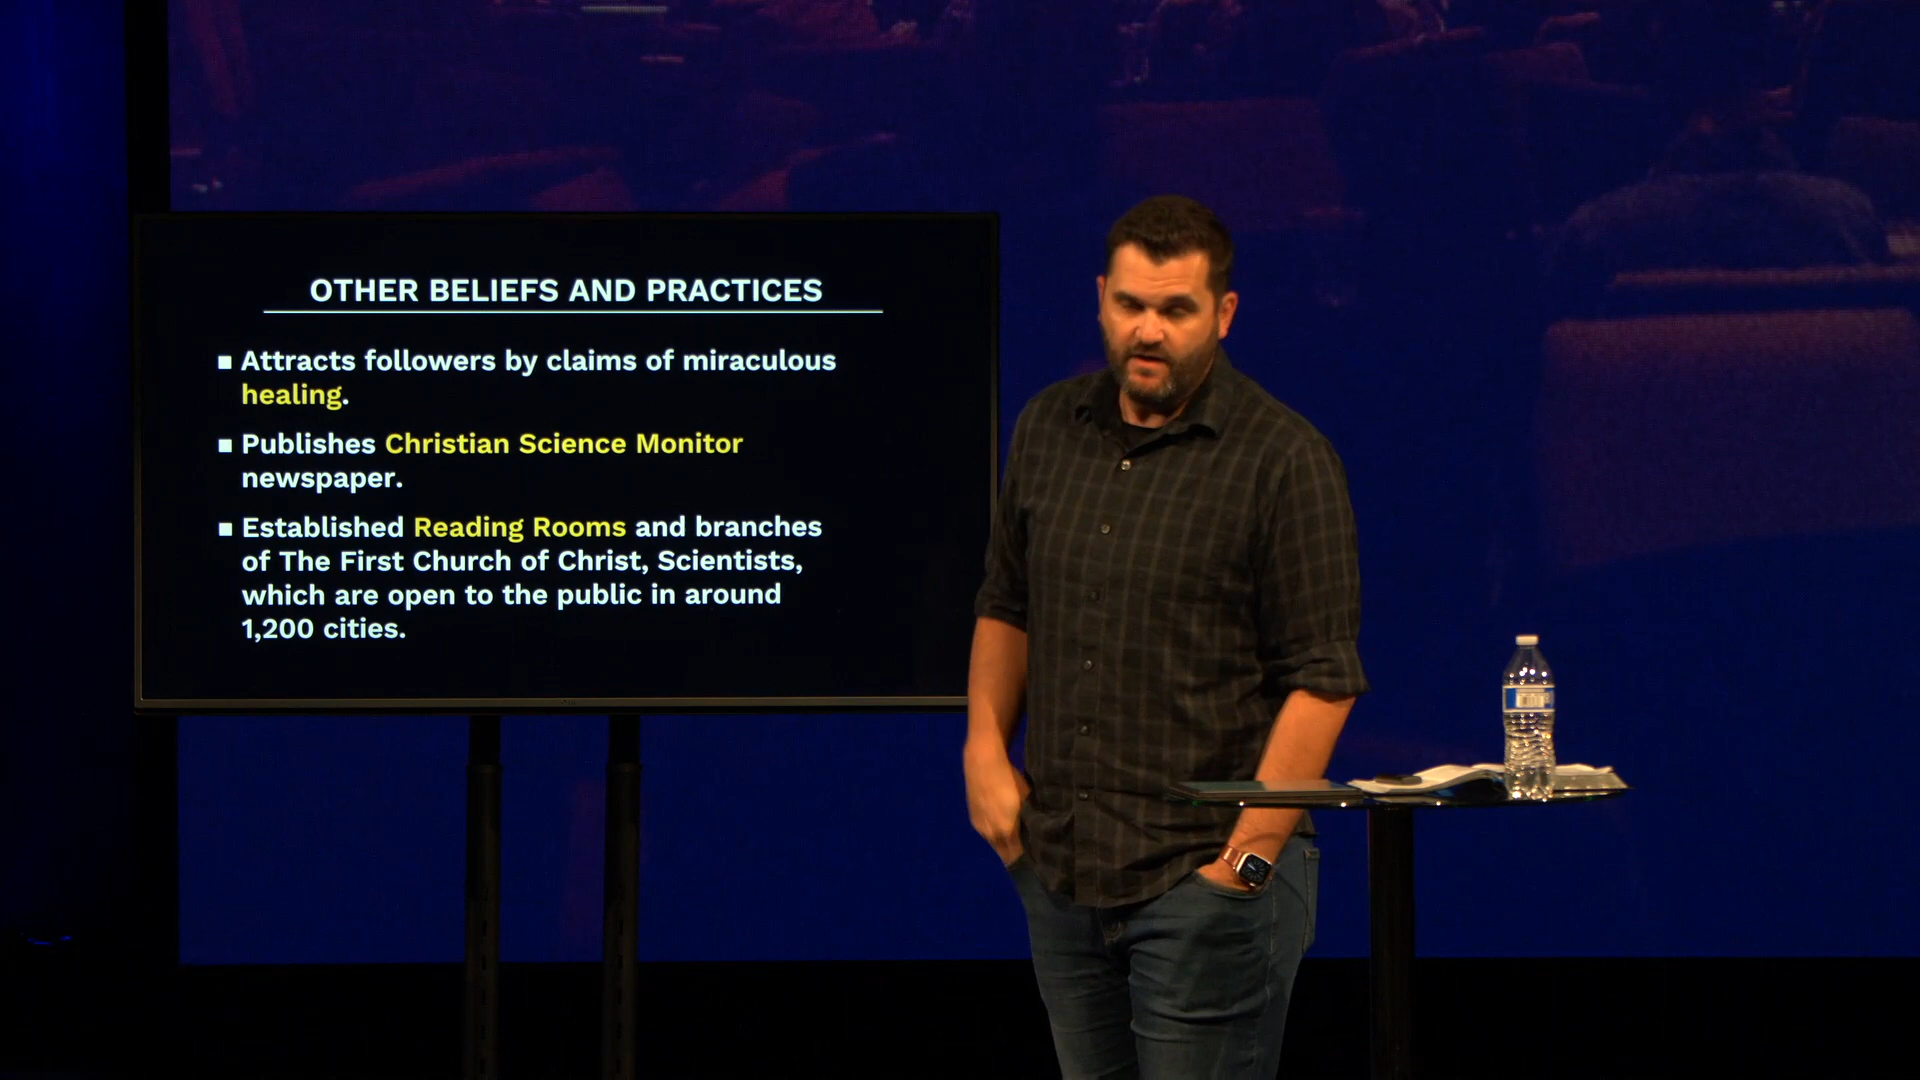 OTHER BELIEFS AND PRACTICES
▪ Attracts followers by claims of miraculous
healing.
▪ Publishes Christian Science Monitor
newspaper.
▪ Established Reading Rooms and branches
of The First Church of Christ, Scientists,
which are open to the public in around
1,200 cities.